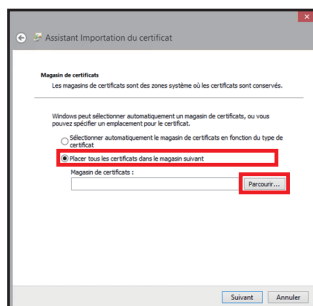 Assistant Importation du certificat
Magasin de certificats
Les magasins de certificats sont des zones système où les certificats sont conservés.
Windows peut sélectionner automatiquement un magasin de certificats, ou vous
pouvez spécifier un emplacement pour le certificat.
Sélectionner automatiquement le magasin de certificats en fonction du type de
certificat
Placer tous les certificats dans le magasin suivant
Magasin de certificats :
Parcourir...
Suivant Annuler